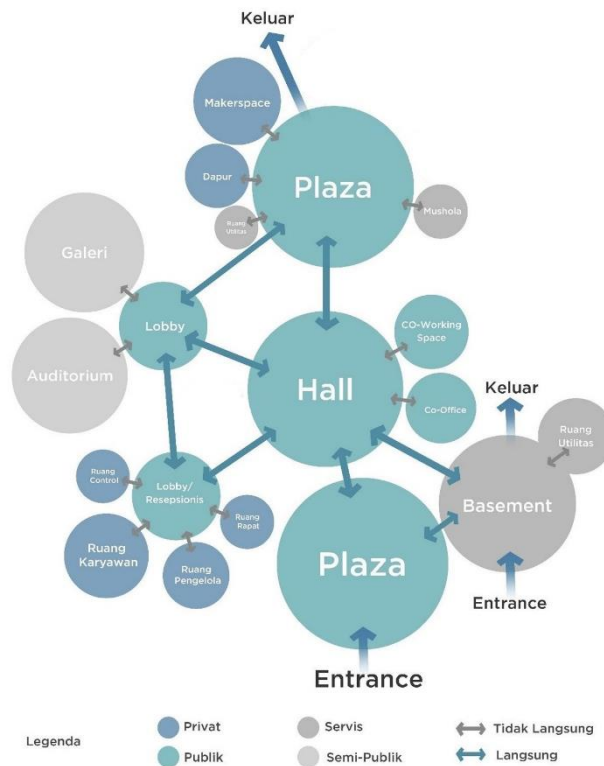 Keluar
Makerspace
Dapur
Plaza
Ruang
Utilitas
Mushola
Galeri
Lobby
Auditorium
CO-Working
Space
Hall
Co-Office
Keluar
Ruang
Utilitas
Ruang
Control
Lobby/
Resepsionis
Ruang
Rapat
Basement
Ruang
Karyawan
Ruang
Pengelola
Plaza
Entrance
Entrance
Legenda
Privat
Servis
Tidak Langsung
Publik
Semi-Publik
Langsung